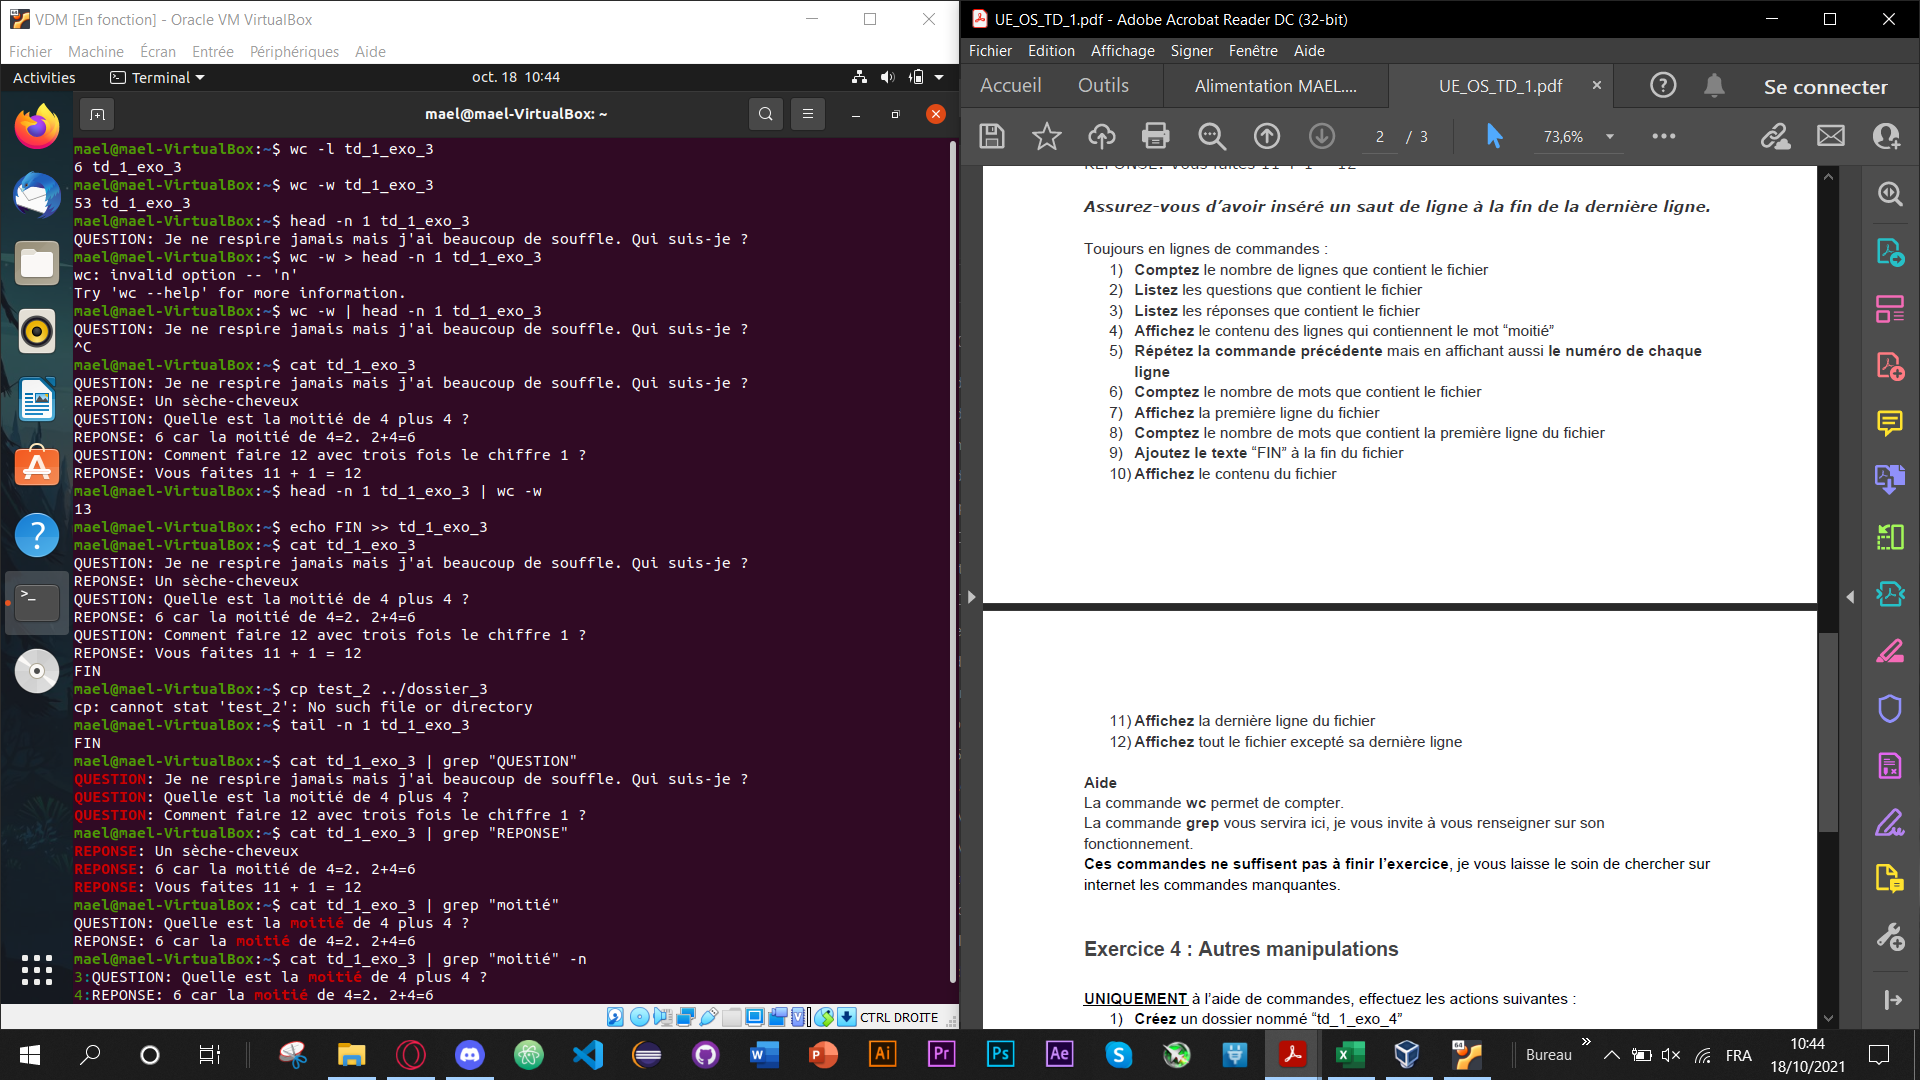 VDM [En fonction] - Oracle VM VirtualBox
Fichier Machine Écran Entrée Périphériques Aide
Activities Terminal oct. 18 10:44
mael@mael-VirtualBox: ~
mael@mael-VirtualBox:~$ wc -l td_1_exo_3
6 td_1_exo_3
mael@mael-VirtualBox:~$ wc -w td_1_exo_3
53 td_1_exo_3
mael@mael-VirtualBox:~$ head -n 1 td_1_exo_3
QUESTION: Je ne respire jamais mais j'ai beaucoup de souffle. Qui suis-je ?
mael@mael-VirtualBox:~$ wc -w > head -n 1 td_1_exo_3
wc: invalid option -- 'n'
Try 'wc --help' for more information.
mael@mael-VirtualBox:~$ wc -w | head -n 1 td_1_exo_3
QUESTION: Je ne respire jamais mais j'ai beaucoup de souffle. Qui suis-je ?
^C
mael@mael-VirtualBox:~$ cat td_1_exo_3
QUESTION: Je ne respire jamais mais j'ai beaucoup de souffle. Qui suis-je ?
REPONSE: Un sèche-cheveux
QUESTION: Quelle est la moitié de 4 plus 4 ?
REPONSE: 6 car la moitié de 4=2. 2+4=6
QUESTION: Comment faire 12 avec trois fois le chiffre 1 ?
REPONSE: Vous faites 11 + 1 = 12
mael@mael-VirtualBox:~$ head -n 1 td_1_exo_3 | wc -w
13
mael@mael-VirtualBox:~$ echo FIN >> td_1_exo_3
mael@mael-VirtualBox:~$ cat td_1_exo_3
QUESTION: Je ne respire jamais mais j'ai beaucoup de souffle. Qui suis-je ?
REPONSE: Un sèche-cheveux
QUESTION: Quelle est la moitié de 4 plus 4 ?
REPONSE: 6 car la moitié de 4=2. 2+4=6
QUESTION: Comment faire 12 avec trois fois le chiffre 1 ?
REPONSE: Vous faites 11 + 1 = 12
FIN
mael@mael-VirtualBox:~$ cp test_2 ../dossier_3
cp: cannot stat 'test_2': No such file or directory
mael@mael-VirtualBox:~$ tail -n 1 td_1_exo_3
FIN
mael@mael-VirtualBox:~$ cat td_1_exo_3 | grep "QUESTION"
QUESTION: Je ne respire jamais mais j'ai beaucoup de souffle. Qui suis-je ?
QUESTION: Quelle est la moitié de 4 plus 4 ?
QUESTION: Comment faire 12 avec trois fois le chiffre 1 ?
mael@mael-VirtualBox:~$ cat td_1_exo_3 | grep "REPONSE"
REPONSE: Un sèche-cheveux
REPONSE: 6 car la moitié de 4=2. 2+4=6
REPONSE: Vous faites 11 + 1 = 12
mael@mael-VirtualBox:~$ cat td_1_exo_3 | grep "moitié"
QUESTION: Quelle est la moitié de 4 plus 4 ?
REPONSE: 6 car la moitié de 4=2. 2+4=6
mael@mael-VirtualBox:~$ cat td_1_exo_3 | grep "moitié" -n
3:QUESTION: Quelle est la moitié de 4 plus 4 ?
4:REPONSE: 6 car la moitié de 4=2. 2+4=6
CTRL DROITE
UE_OS_TD_1.pdf - Adobe Acrobat Reader DC (32-bit)
Fichier Edition Affichage Signer Fenêtre Aide
Accueil Outils Alimentation MAEL.... UE_OS_TD_1.pdf Se connecter
2 / 3 73,6%
REPONSE: Vous faites 11 + 1 = 12
Assurez-vous d’avoir inséré un saut de ligne à la fin de la dernière ligne.
Toujours en lignes de commandes :
1) Comptez le nombre de lignes que contient le fichier
2) Listez les questions que contient le fichier
3) Listez les réponses que contient le fichier
4) Affichez le contenu des lignes qui contiennent le mot “moitié”
5) Répétez la commande précédente mais en affichant aussi le numéro de chaque
ligne
6) Comptez le nombre de mots que contient le fichier
7) Affichez la première ligne du fichier
8) Comptez le nombre de mots que contient la première ligne du fichier
9) Ajoutez le texte “FIN” à la fin du fichier
10) Affichez le contenu du fichier
11) Affichez la dernière ligne du fichier
12) Affichez tout le fichier excepté sa dernière ligne
Aide
La commande wc permet de compter.
La commande grep vous servira ici, je vous invite à vous renseigner sur son
fonctionnement.
Ces commandes ne suffisent pas à finir l’exercice, je vous laisse le soin de chercher sur
internet les commandes manquantes.
Exercice 4 : Autres manipulations
UNIQUEMENT à l’aide de commandes, effectuez les actions suivantes :
1) Créez un dossier nommé “td_1_exo_4”
Bureau FRA 10:44
18/10/2021